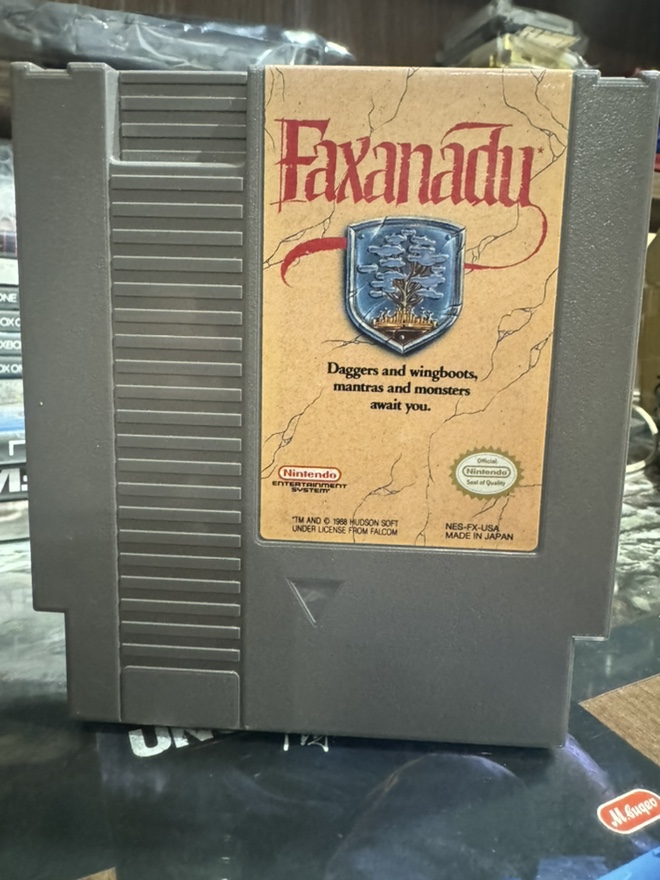 Faxanadu*
Daggers and wingboots,
mantras and monsters
await you.
Nintendo
ENTERTAINMENT
SYSTEM®
Official
Nintendo
Seal of Quality
*TM AND © 1988 HUDSON SOFT
UNDER LICENSE FROM FALCOM
NES-FX-USA
MADE IN JAPAN